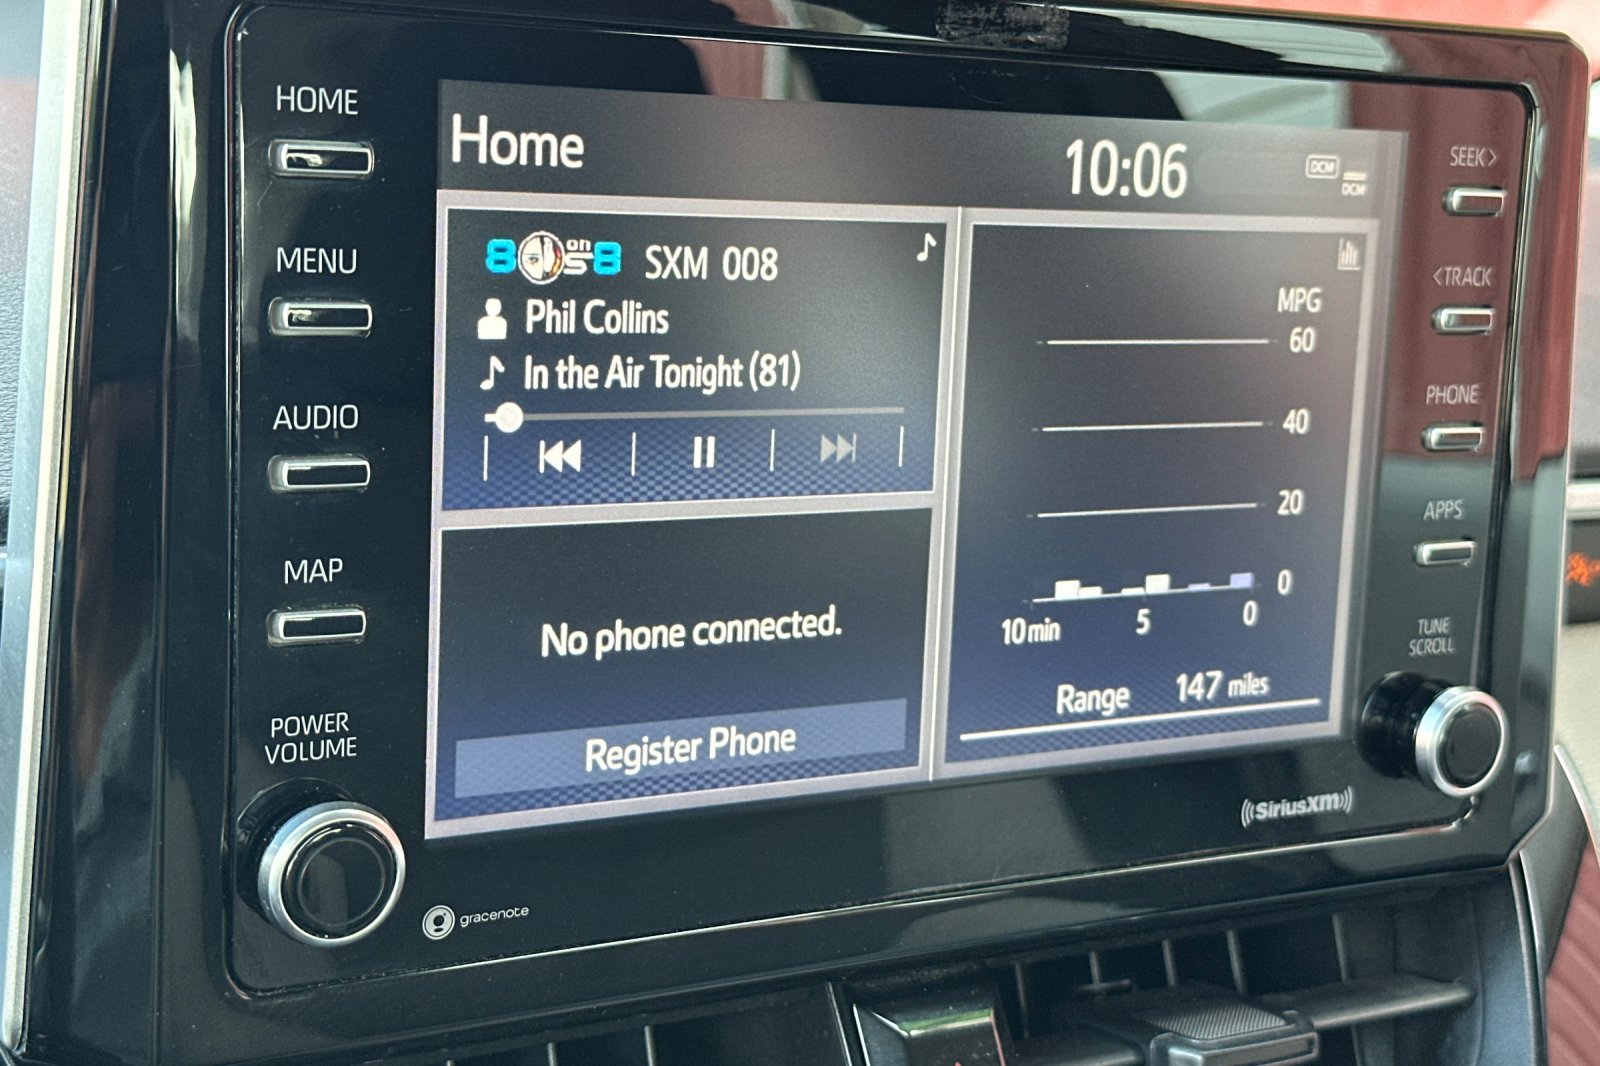 HOME
MENU
AUDIO
MAP
POWER
VOLUME
Home
10:06
DCM
DCM
8 on 8
SXM 008
Phil Collins
In the Air Tonight (81)
No phone connected.
Register Phone
MPG
60
40
20
0
10 min 5 0
Range 147 miles
SEEK>
<TRACK
PHONE
APPS
TUNE
SCROLL
SiriusXM
gracenote